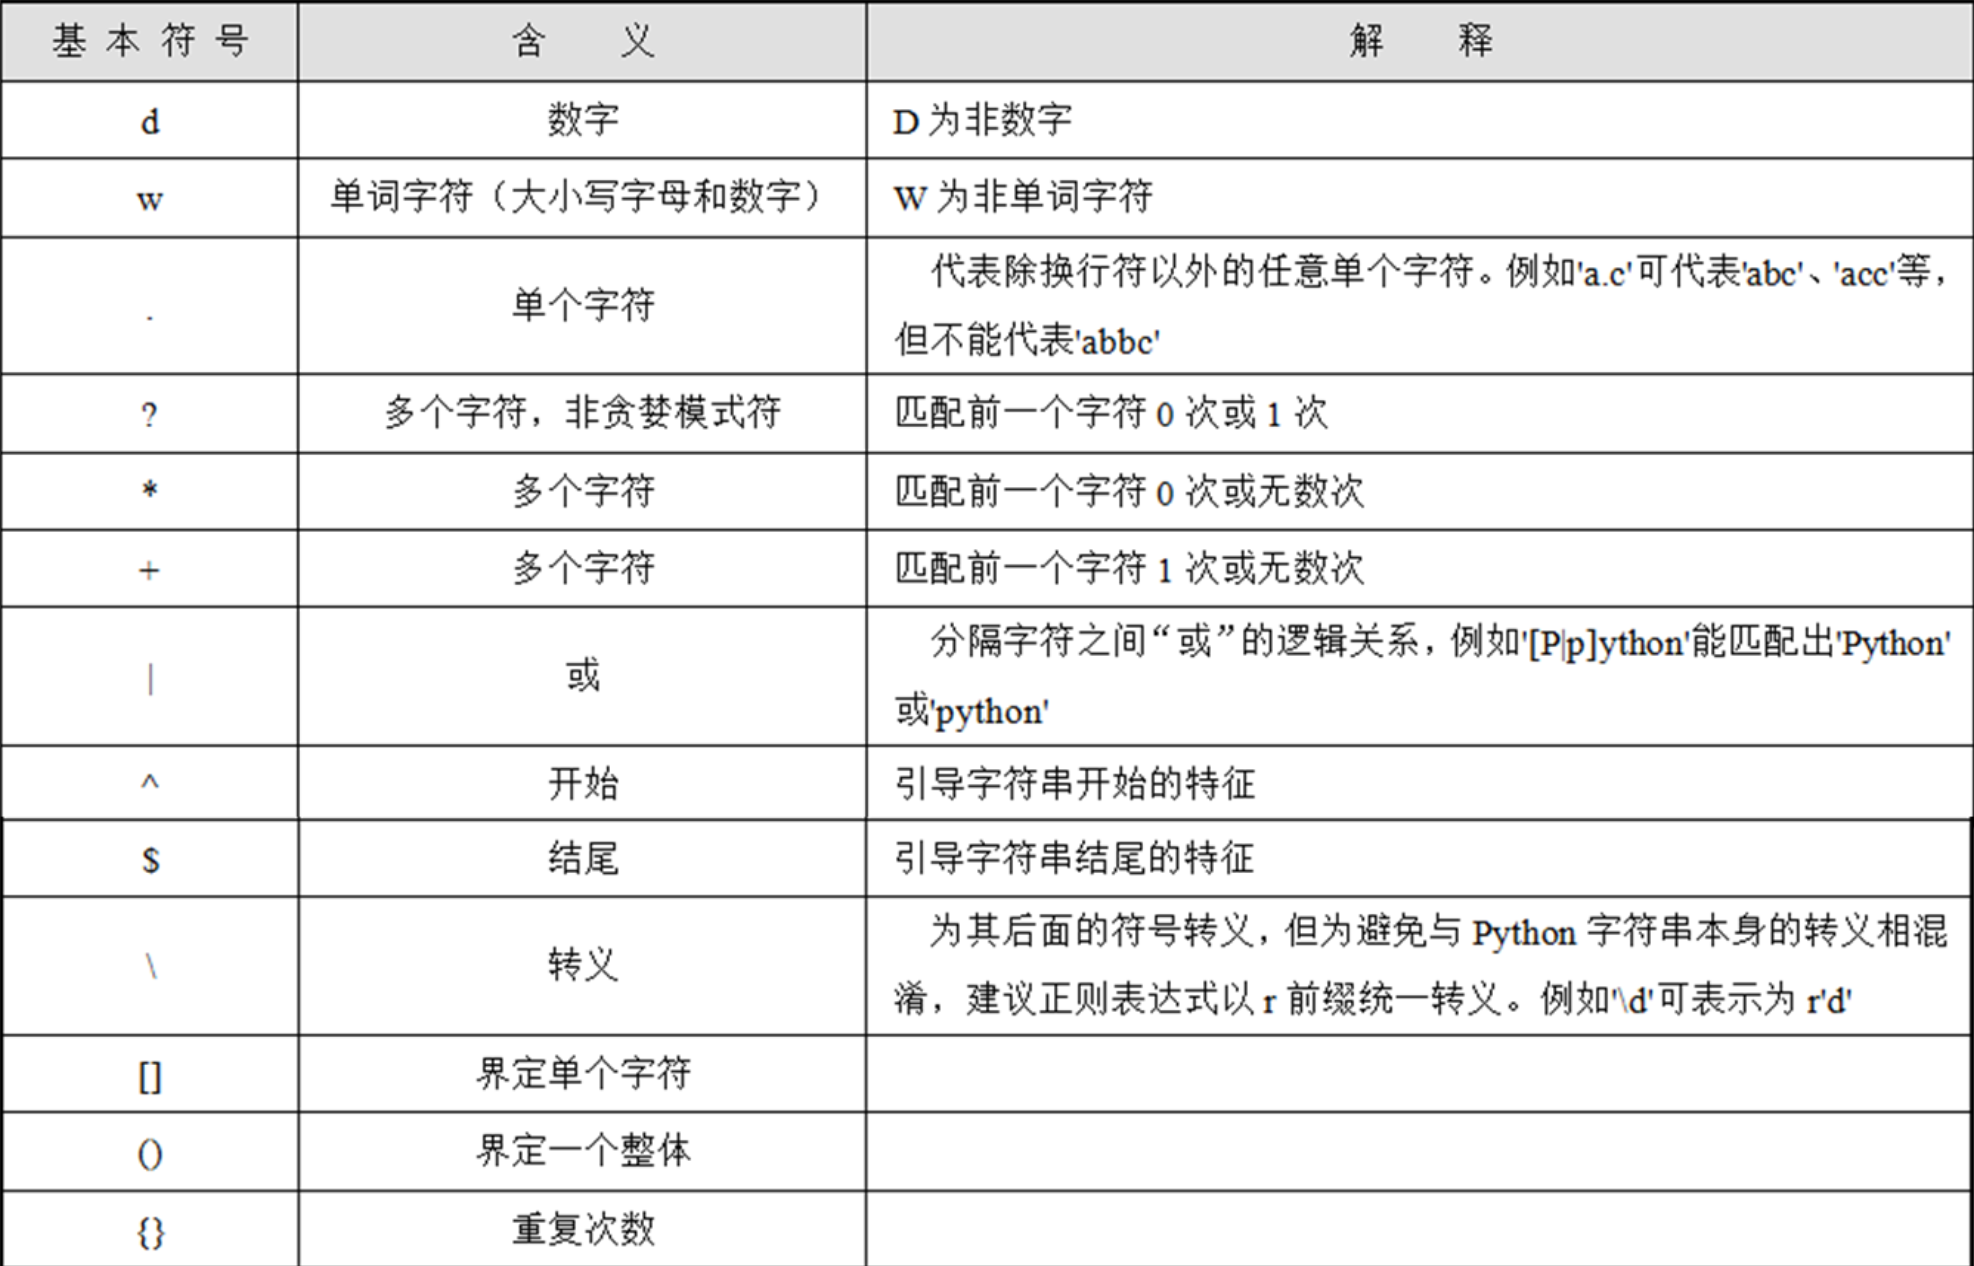 基本符号 含 义 解 释
d 数字 D 为非数字
w 单词字符（大小写字母和数字） W 为非单词字符
. 单个字符 代表除换行符以外的任意单个字符。例如'a.c'可代表'abc'、'acc'等，
但不能代表'abbc'
? 多个字符，非贪婪模式符 匹配前一个字符 0 次或 1 次
* 多个字符 匹配前一个字符 0 次或无数次
+ 多个字符 匹配前一个字符 1 次或无数次
| 或 分隔字符之间“或”的逻辑关系，例如'[P|p]ython'能匹配出'Python'
或'python'
^ 开始 引导字符串开始的特征
$ 结尾 引导字符串结尾的特征
\ 转义 为其后面的符号转义，但为避免与 Python 字符串本身的转义相混
淆，建议正则表达式以 r 前缀统一转义。例如'\d'可表示为 r'd'
[] 界定单个字符
() 界定一个整体
{} 重复次数